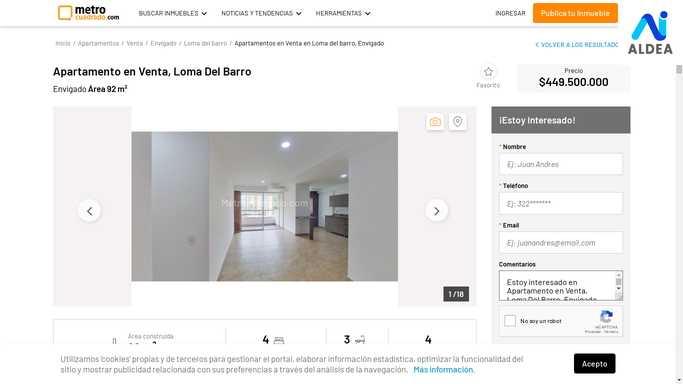 metro
cuadrado.com
BUSCAR INMUEBLES
NOTICIAS Y TENDENCIAS
HERRAMIENTAS
INGRESAR
Publica tu inmueble
ALDEA
Inicio / Apartamentos / Venta / Envigado / Loma del barro / Apartamentos en Venta en Loma del barro, Envigado
< VOLVER A LOS RESULTADO
Apartamento en Venta, Loma Del Barro
Envigado Área 92 m²
Favorito
Precio
$449.500.000
1 /18
¡Estoy Interesado!
* Nombre
Ej: Juan Andres
* Teléfono
Ej: 322*******
* Email
Ej: juanandres@email.com
Comentarios
Estoy interesado en
Apartamento en Venta,
Loma Del Barro, Envigado
No soy un robot
reCAPTCHA
Privacidad - Términos
Área construida
4
3
4
Utilizamos 'cookies' propias y de terceros para gestionar el portal, elaborar información estadística, optimizar la funcionalidad del
sitio y mostrar publicidad relacionada con sus preferencias a través del análisis de la navegación. Más información.
Acepto